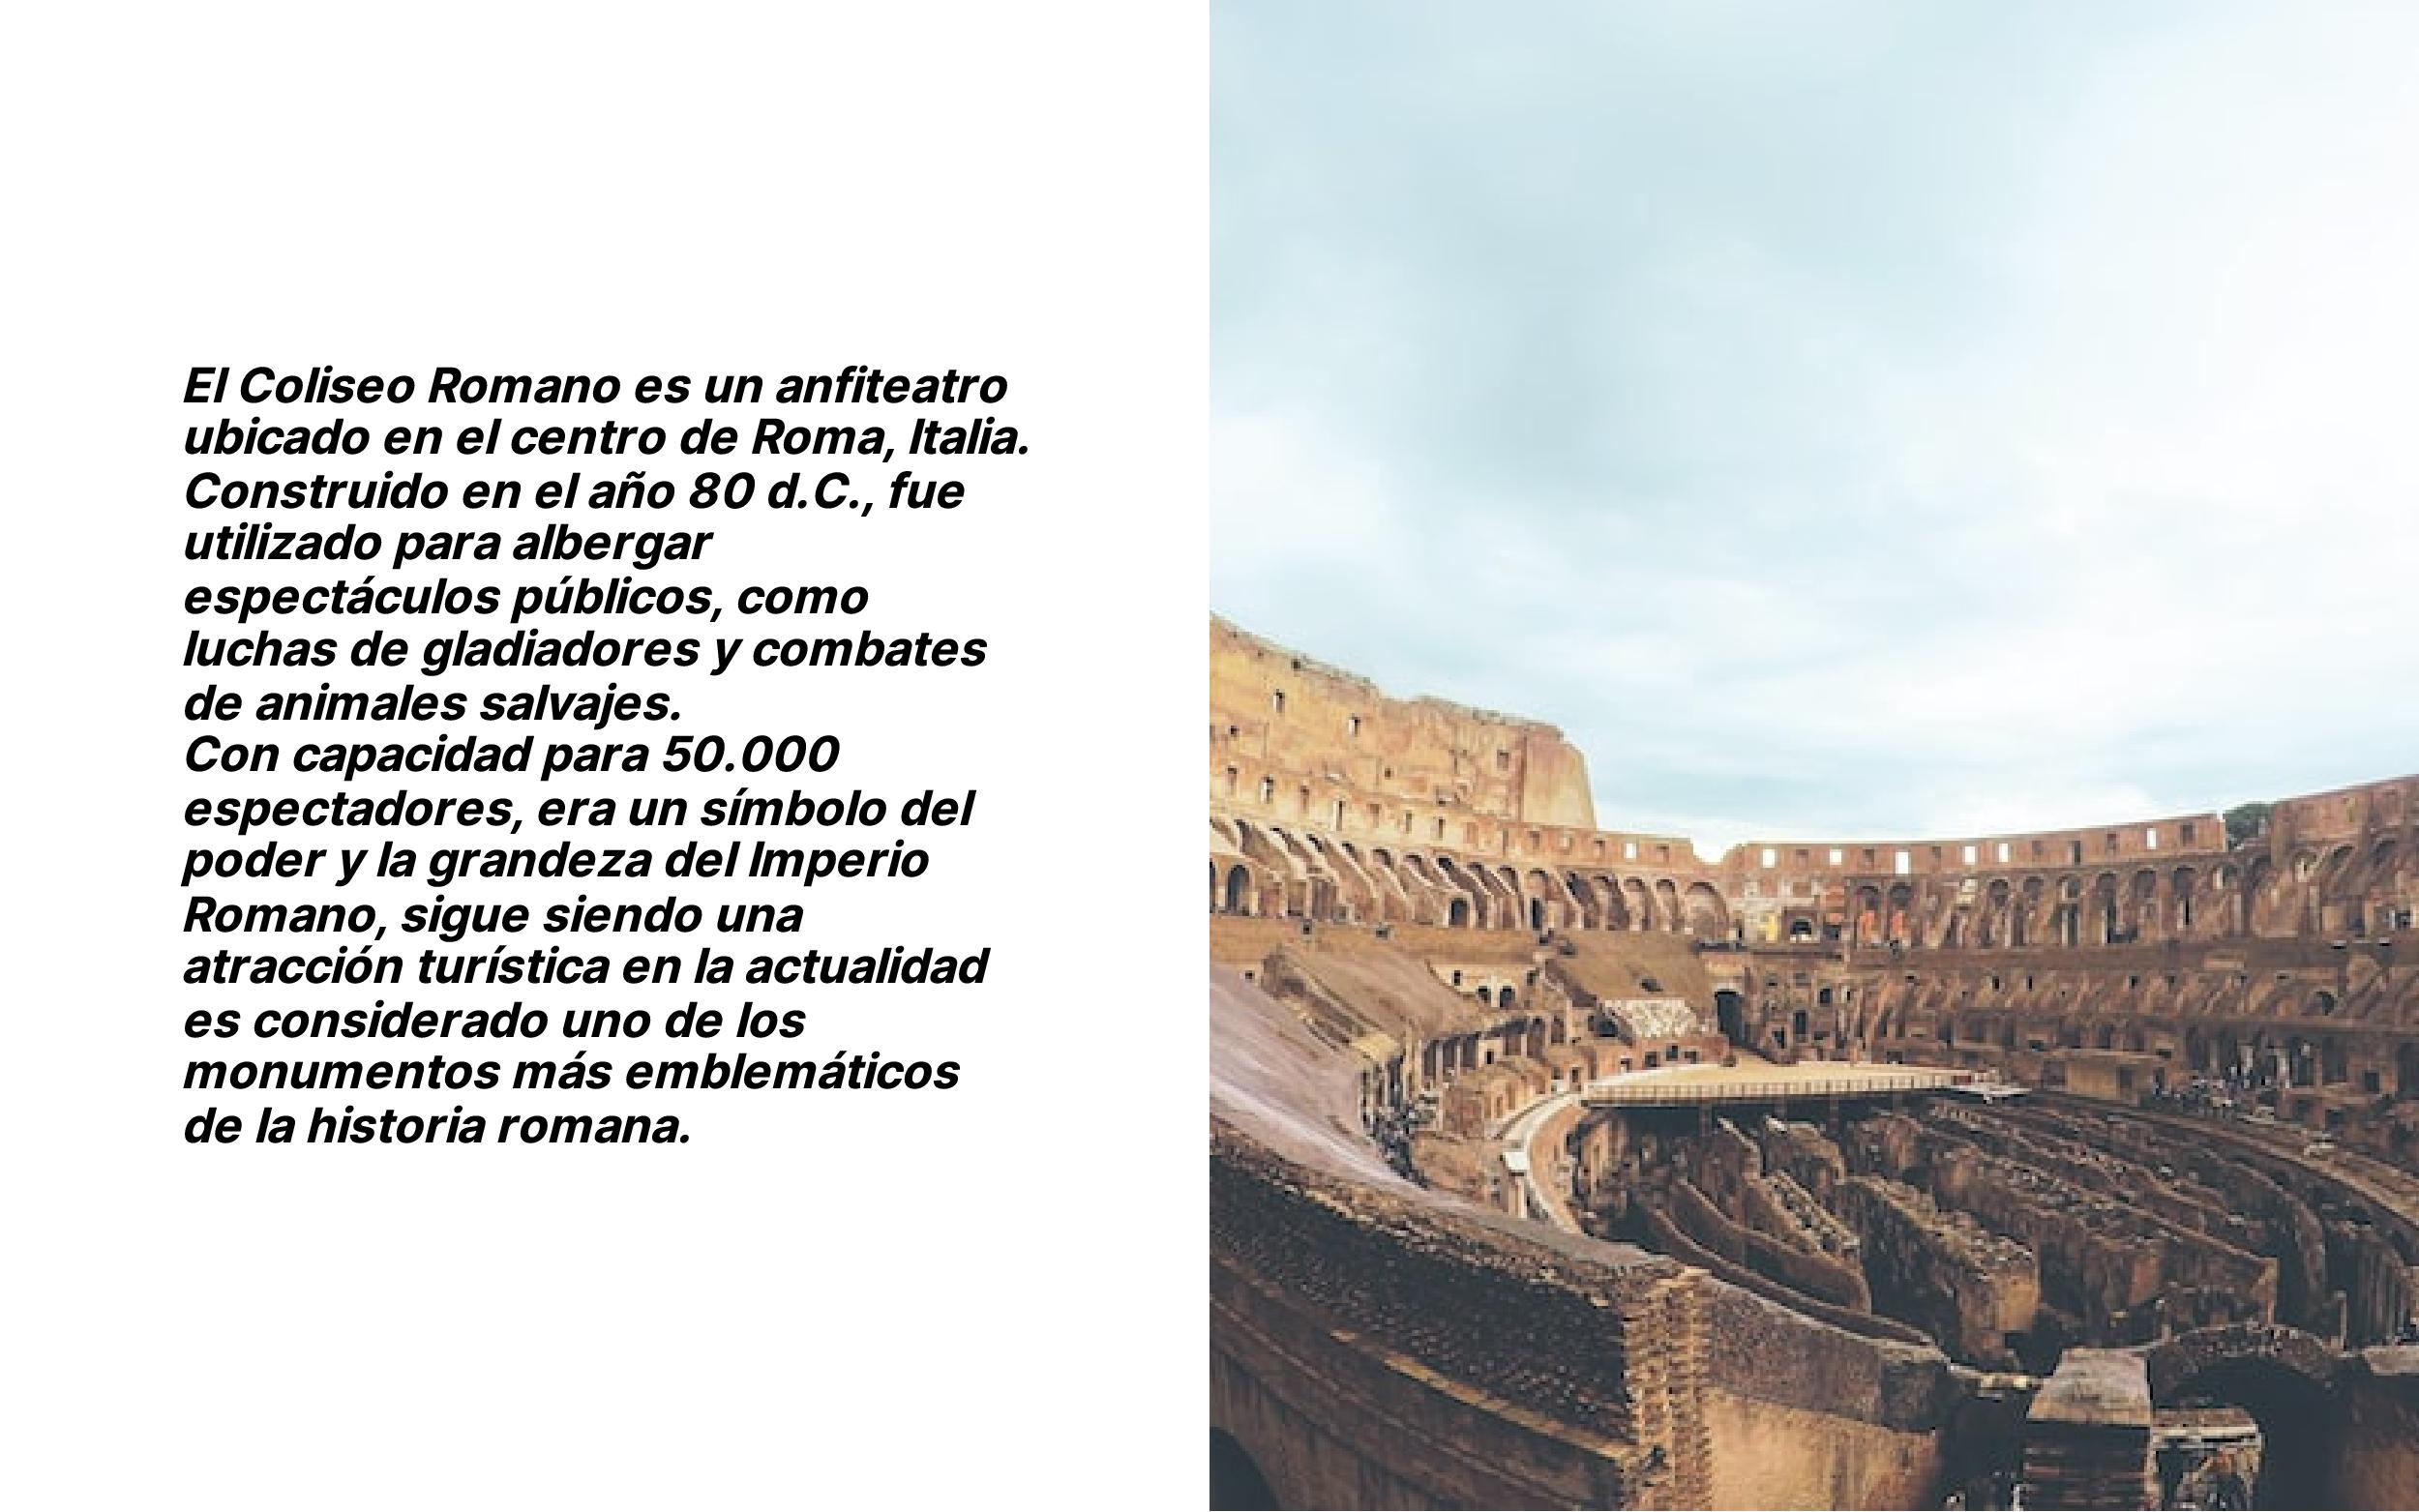 El Coliseo Romano es un anfiteatro
ubicado en el centro de Roma, Italia.
Construido en el año 80 d.C., fue
utilizado para albergar
espectáculos públicos, como
luchas de gladiadores y combates
de animales salvajes.
Con capacidad para 50.000
espectadores, era un símbolo del
poder y la grandeza del Imperio
Romano, sigue siendo una
atracción turística en la actualidad
es considerado uno de los
monumentos más emblemáticos
de la historia romana.